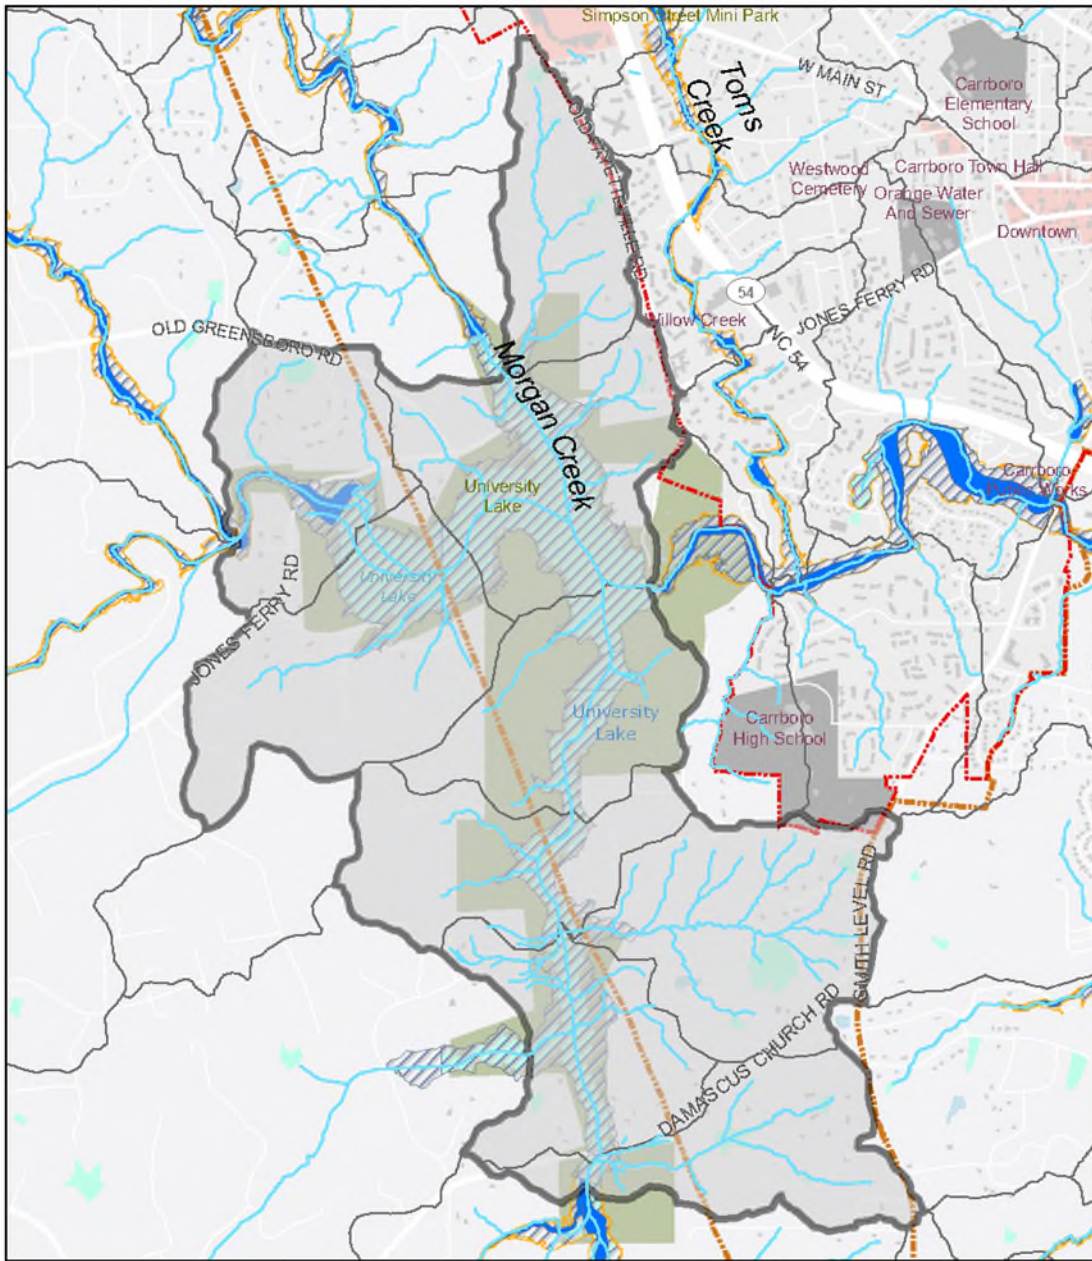 Simpson Street Mini Park
Toms
Creek
W MAIN ST
Carrboro
Elementary
School
Westwood
Cemetery
Carrboro Town Hall
Orange Water
And Sewer
Downtown
54
JONES FERRY RD
NC 54
Willow Creek
OLD GREENSBORO RD
Morgan Creek
University
Lake
Carrboro
Public Works
University
Lake
JONES FERRY RD
University
Lake
Carrboro
High School
SMITH LEVEL RD
DAMASCUS CHURCH RD